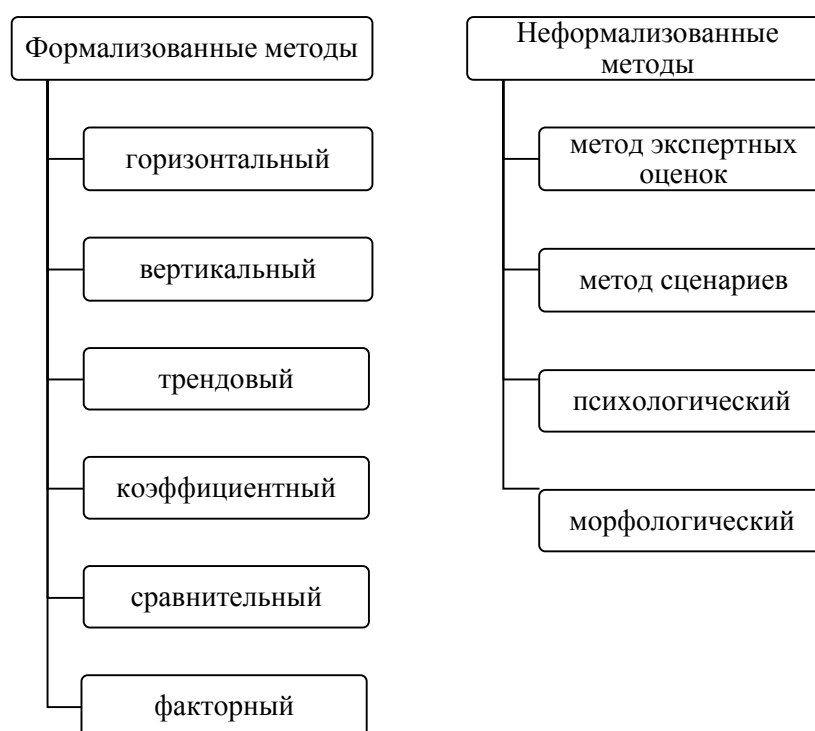 Формализованные методы
горизонтальный
вертикальный
трендовый
коэффициентный
сравнительный
факторный
Неформализованные
методы
метод экспертных
оценок
метод сценариев
психологический
морфологический